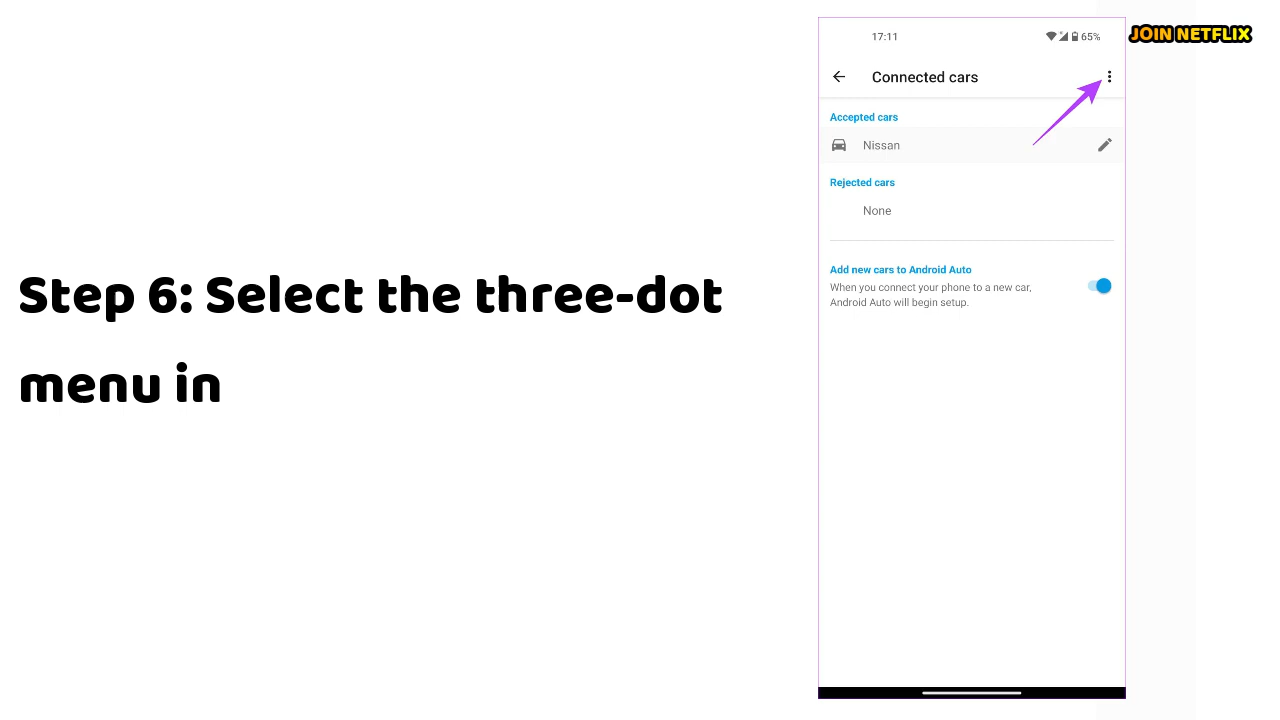 Step 6: Select the three-dot
menu in
17:11
65%
JOIN NETFLIX
Connected cars
Accepted cars
Nissan
Rejected cars
None
Add new cars to Android Auto
When you connect your phone to a new car,
Android Auto will begin setup.